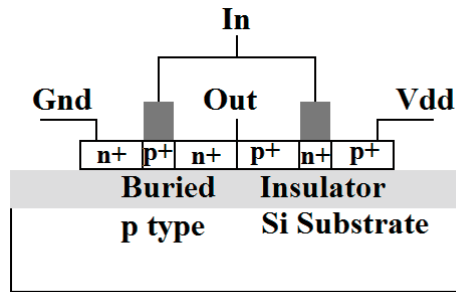 In
Gnd Out Vdd
n+ p+ n+ p+ n+ p+
Buried Insulator
p type Si Substrate